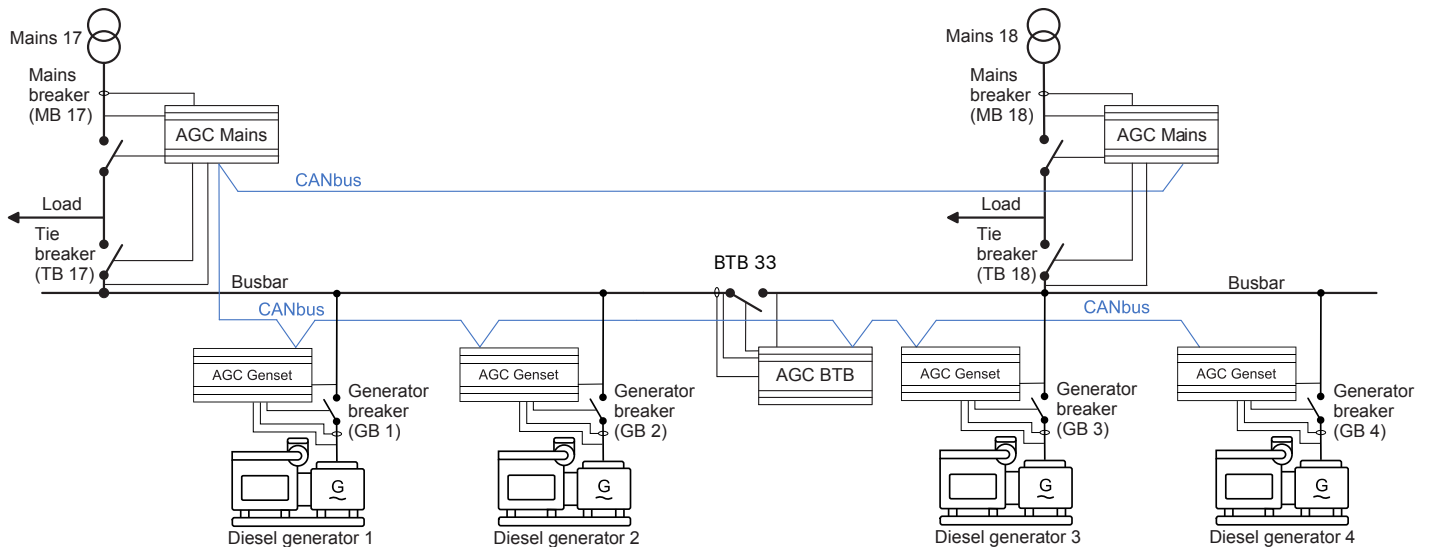 Mains 17
Mains
breaker
(MB 17)
AGC Mains
CANbus
Load
Tie
breaker
(TB 17)
Mains 18
Mains
breaker
(MB 18)
AGC Mains
Load
Tie
breaker
(TB 18)
BTB 33
Busbar
Busbar
CANbus
CANbus
AGC Genset
Generator
breaker
(GB 1)
AGC Genset
Generator
breaker
(GB 2)
AGC BTB
AGC Genset
Generator
breaker
(GB 3)
AGC Genset
Generator
breaker
(GB 4)
G
G
G
G
Diesel generator 1
Diesel generator 2
Diesel generator 3
Diesel generator 4